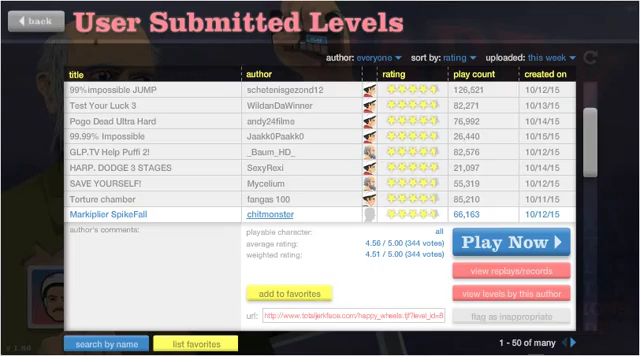 back
User Submitted Levels
author: everyone sort by: rating uploaded: this week
title author rating play count created on
99%impossible JUMP schetenisgezond12 126,521 10/12/15
Test Your Luck 3 WildanDaWinner 82,271 10/13/15
Pogo Dead Ultra Hard andy24filme 76,992 10/14/15
99.99% Impossible Jaakk0Paakk0 26,440 10/15/15
GLP.TV Help Puffi 2! _Baum_HD_ 82,576 10/12/15
HARP. DODGE 3 STAGES SexyRexi 21,097 10/14/15
SAVE YOURSELF! Mycelium 55,319 10/12/15
Torture chamber fangas 100 85,210 10/11/15
Markiplier SpikeFall chitmonster 66,163 10/12/15
author's comments:
playable character: all
average rating: 4.56 / 5.00 (344 votes)
weighted rating: 4.51 / 5.00 (344 votes)
Play Now
view replays/records
add to favorites
view levels by this author
url: http://www.totaljerkface.com/happy_wheels.tjf?level_id=8
flag as inappropriate
search by name list favorites 1 - 50 of many